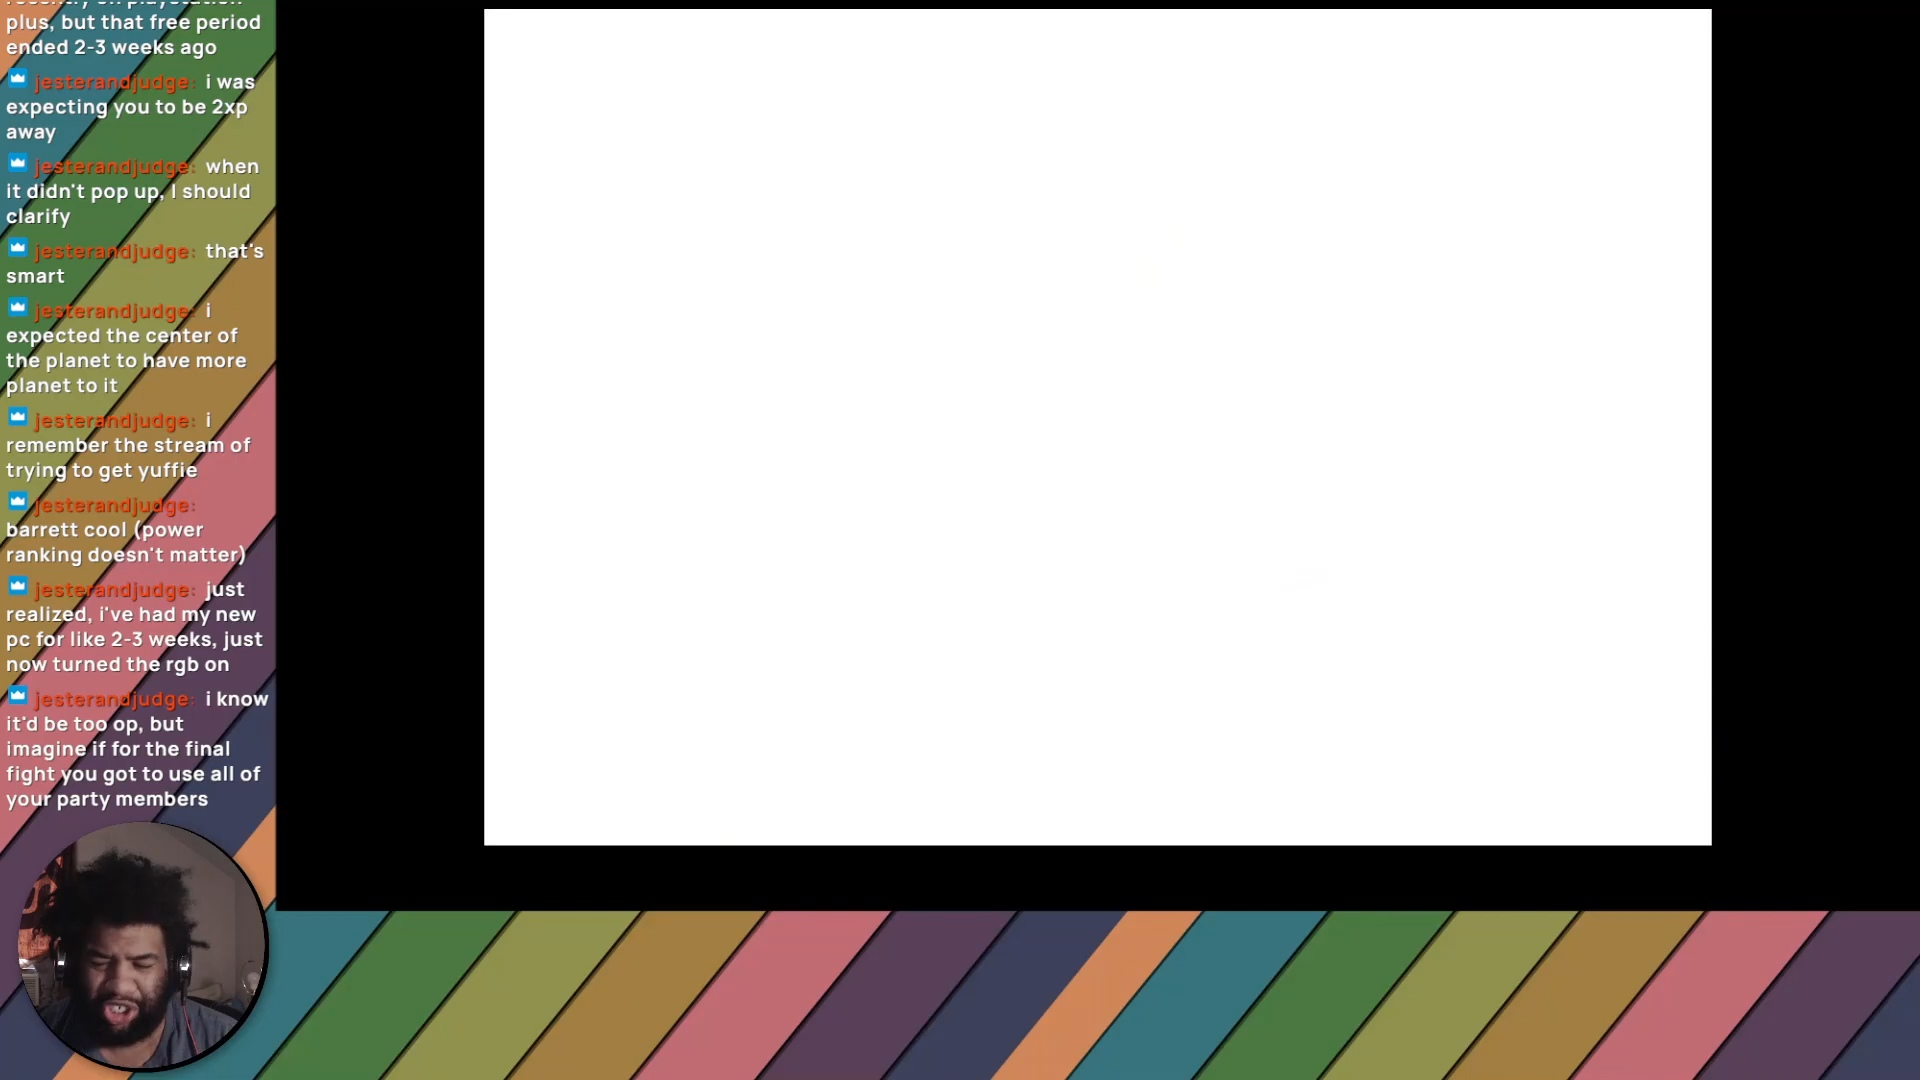 plus, but that free period
ended 2-3 weeks ago
jesterandjudge: i was
expecting you to be 2xp
away
jesterandjudge: when
it didn't pop up, I should
clarify
jesterandjudge: that's
smart
jesterandjudge: i
expected the center of
the planet to have more
planet to it
jesterandjudge: i
remember the stream of
trying to get yuffie
jesterandjudge:
barrett cool (power
ranking doesn't matter)
jesterandjudge: just
realized, i've had my new
pc for like 2-3 weeks, just
now turned the rgb on
jesterandjudge: i know
it'd be too op, but
imagine if for the final
fight you got to use all of
your party members